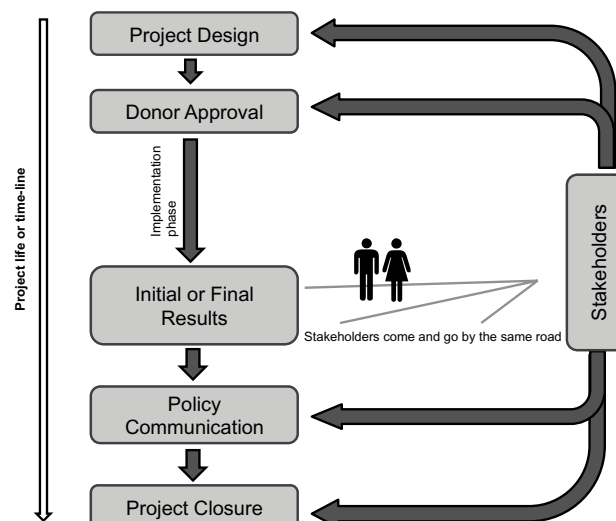 Project Design
Donor Approval
Implementation
phase
Project life or time-line
Initial or Final
Results
Stakeholders come and go by the same road
Stakeholders
Policy
Communication
Project Closure